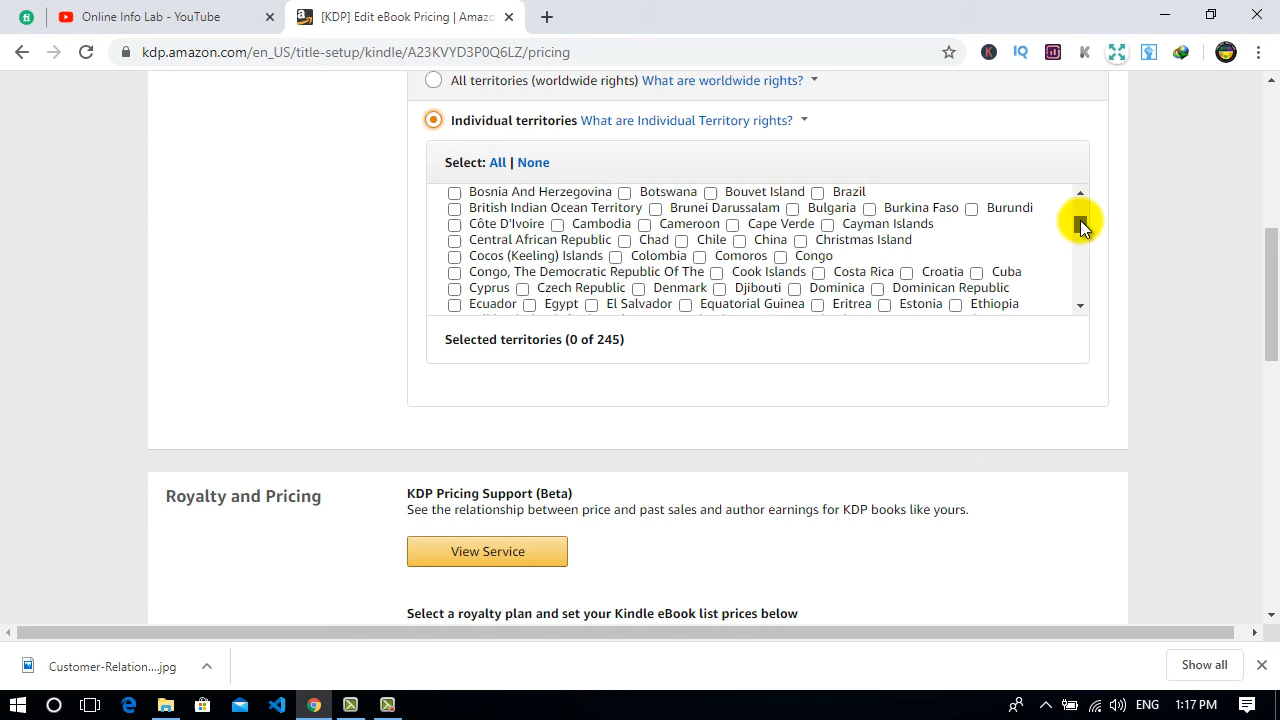 fi Online Info Lab - YouTube [KDP] Edit eBook Pricing | Amazo
kdp.amazon.com/en_US/title-setup/kindle/A23KVYD3P0Q6LZ/pricing K IQ K
All territories (worldwide rights) What are worldwide rights?
Individual territories What are Individual Territory rights?
Select: All | None
Bosnia And Herzegovina Botswana Bouvet Island Brazil
British Indian Ocean Territory Brunei Darussalam Bulgaria Burkina Faso Burundi
Côte D'Ivoire Cambodia Cameroon Cape Verde Cayman Islands
Central African Republic Chad Chile China Christmas Island
Cocos (Keeling) Islands Colombia Comoros Congo
Congo, The Democratic Republic Of The Cook Islands Costa Rica Croatia Cuba
Cyprus Czech Republic Denmark Djibouti Dominica Dominican Republic
Ecuador Egypt El Salvador Equatorial Guinea Eritrea Estonia Ethiopia
Selected territories (0 of 245)
Royalty and Pricing
KDP Pricing Support (Beta)
See the relationship between price and past sales and author earnings for KDP books like yours.
View Service
Select a royalty plan and set your Kindle eBook list prices below
Customer-Relation....jpg Show all
ENG 1:17 PM